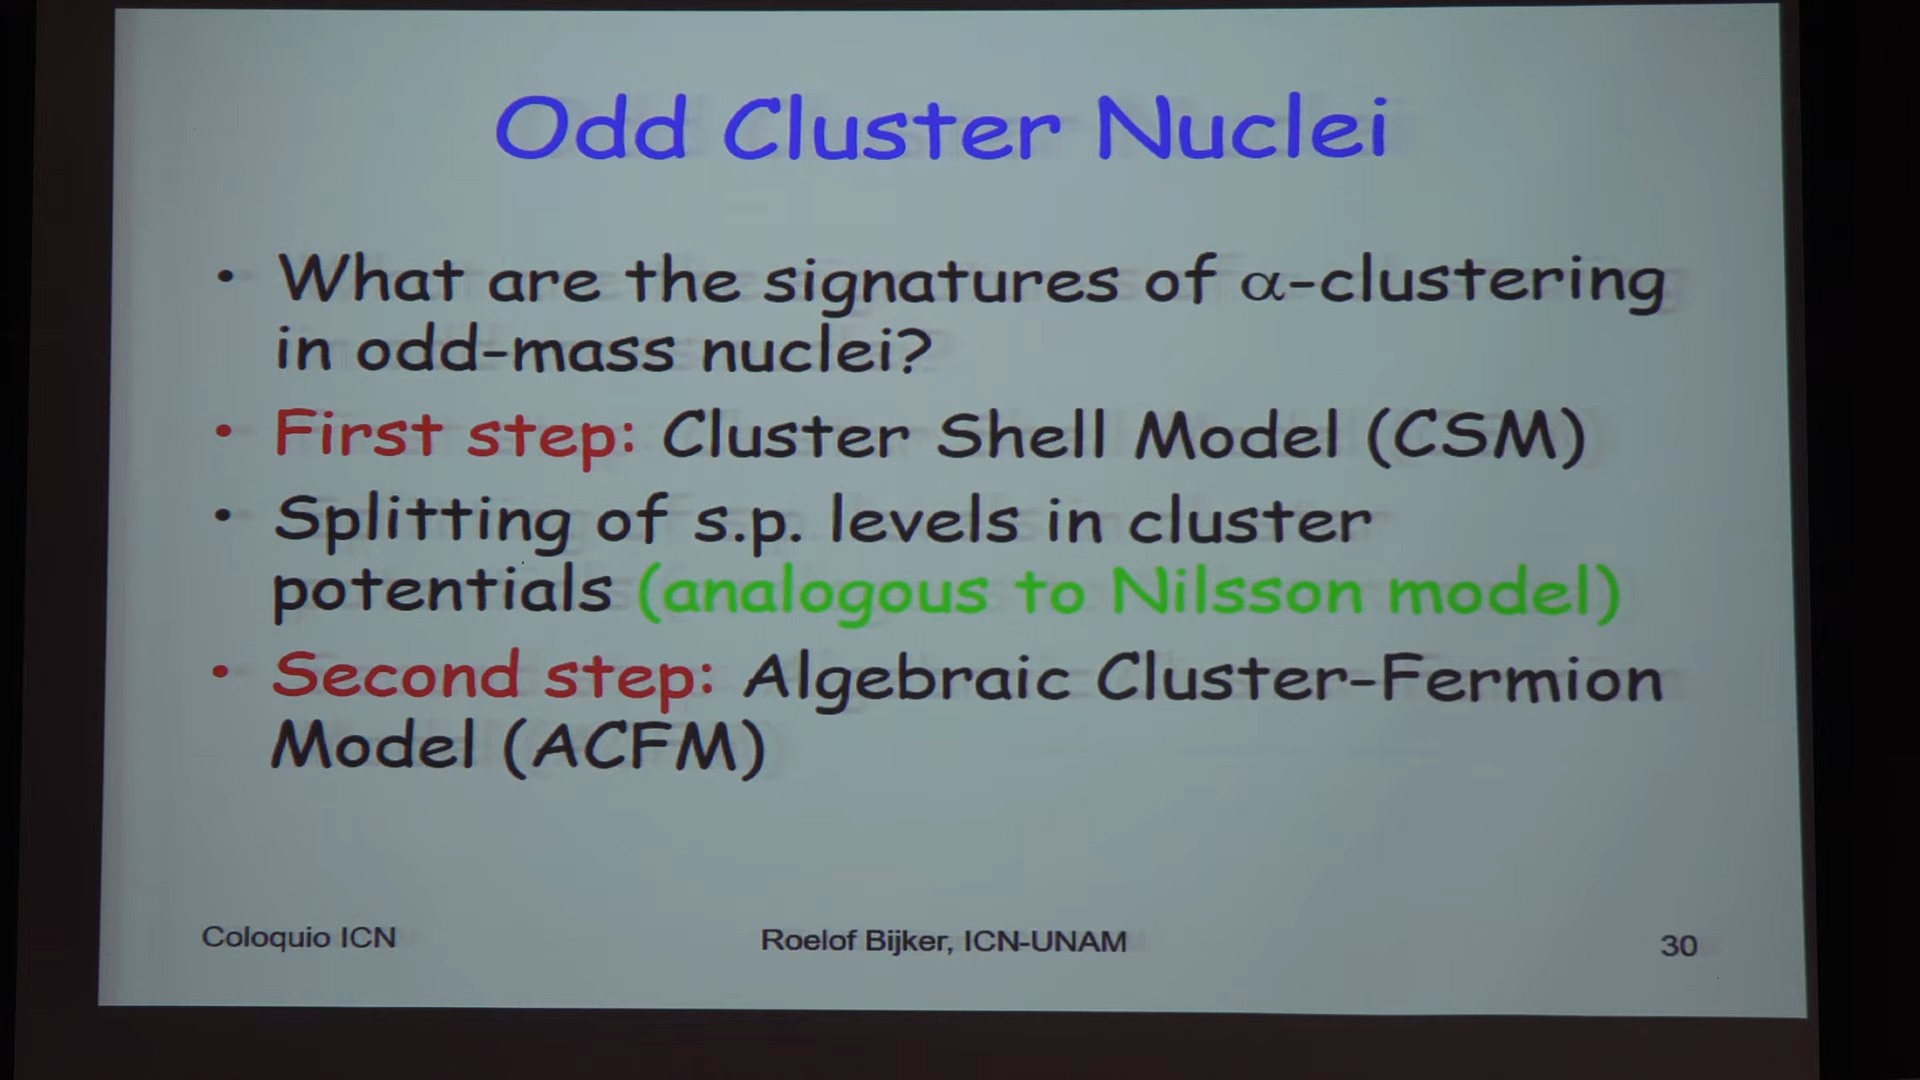 Odd Cluster Nuclei
• What are the signatures of α-clustering
in odd-mass nuclei?
• First step: Cluster Shell Model (CSM)
• Splitting of s.p. levels in cluster
potentials (analogous to Nilsson model)
• Second step: Algebraic Cluster-Fermion
Model (ACFM)
Coloquio ICN
Roelof Bijker, ICN-UNAM
30